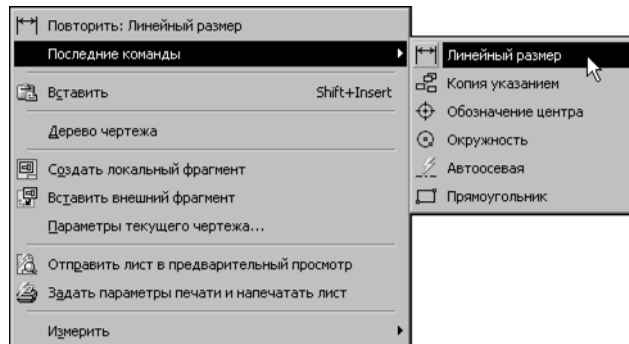 Повторить: Линейный размер
Последние команды
Вставить Shift+Insert
Дерево чертежа
Создать локальный фрагмент
Вставить внешний фрагмент
Параметры текущего чертежа...
Отправить лист в предварительный просмотр
Задать параметры печати и напечатать лист
Измерить
Линейный размер
Копия указанием
Обозначение центра
Окружность
Автоосевая
Прямоугольник